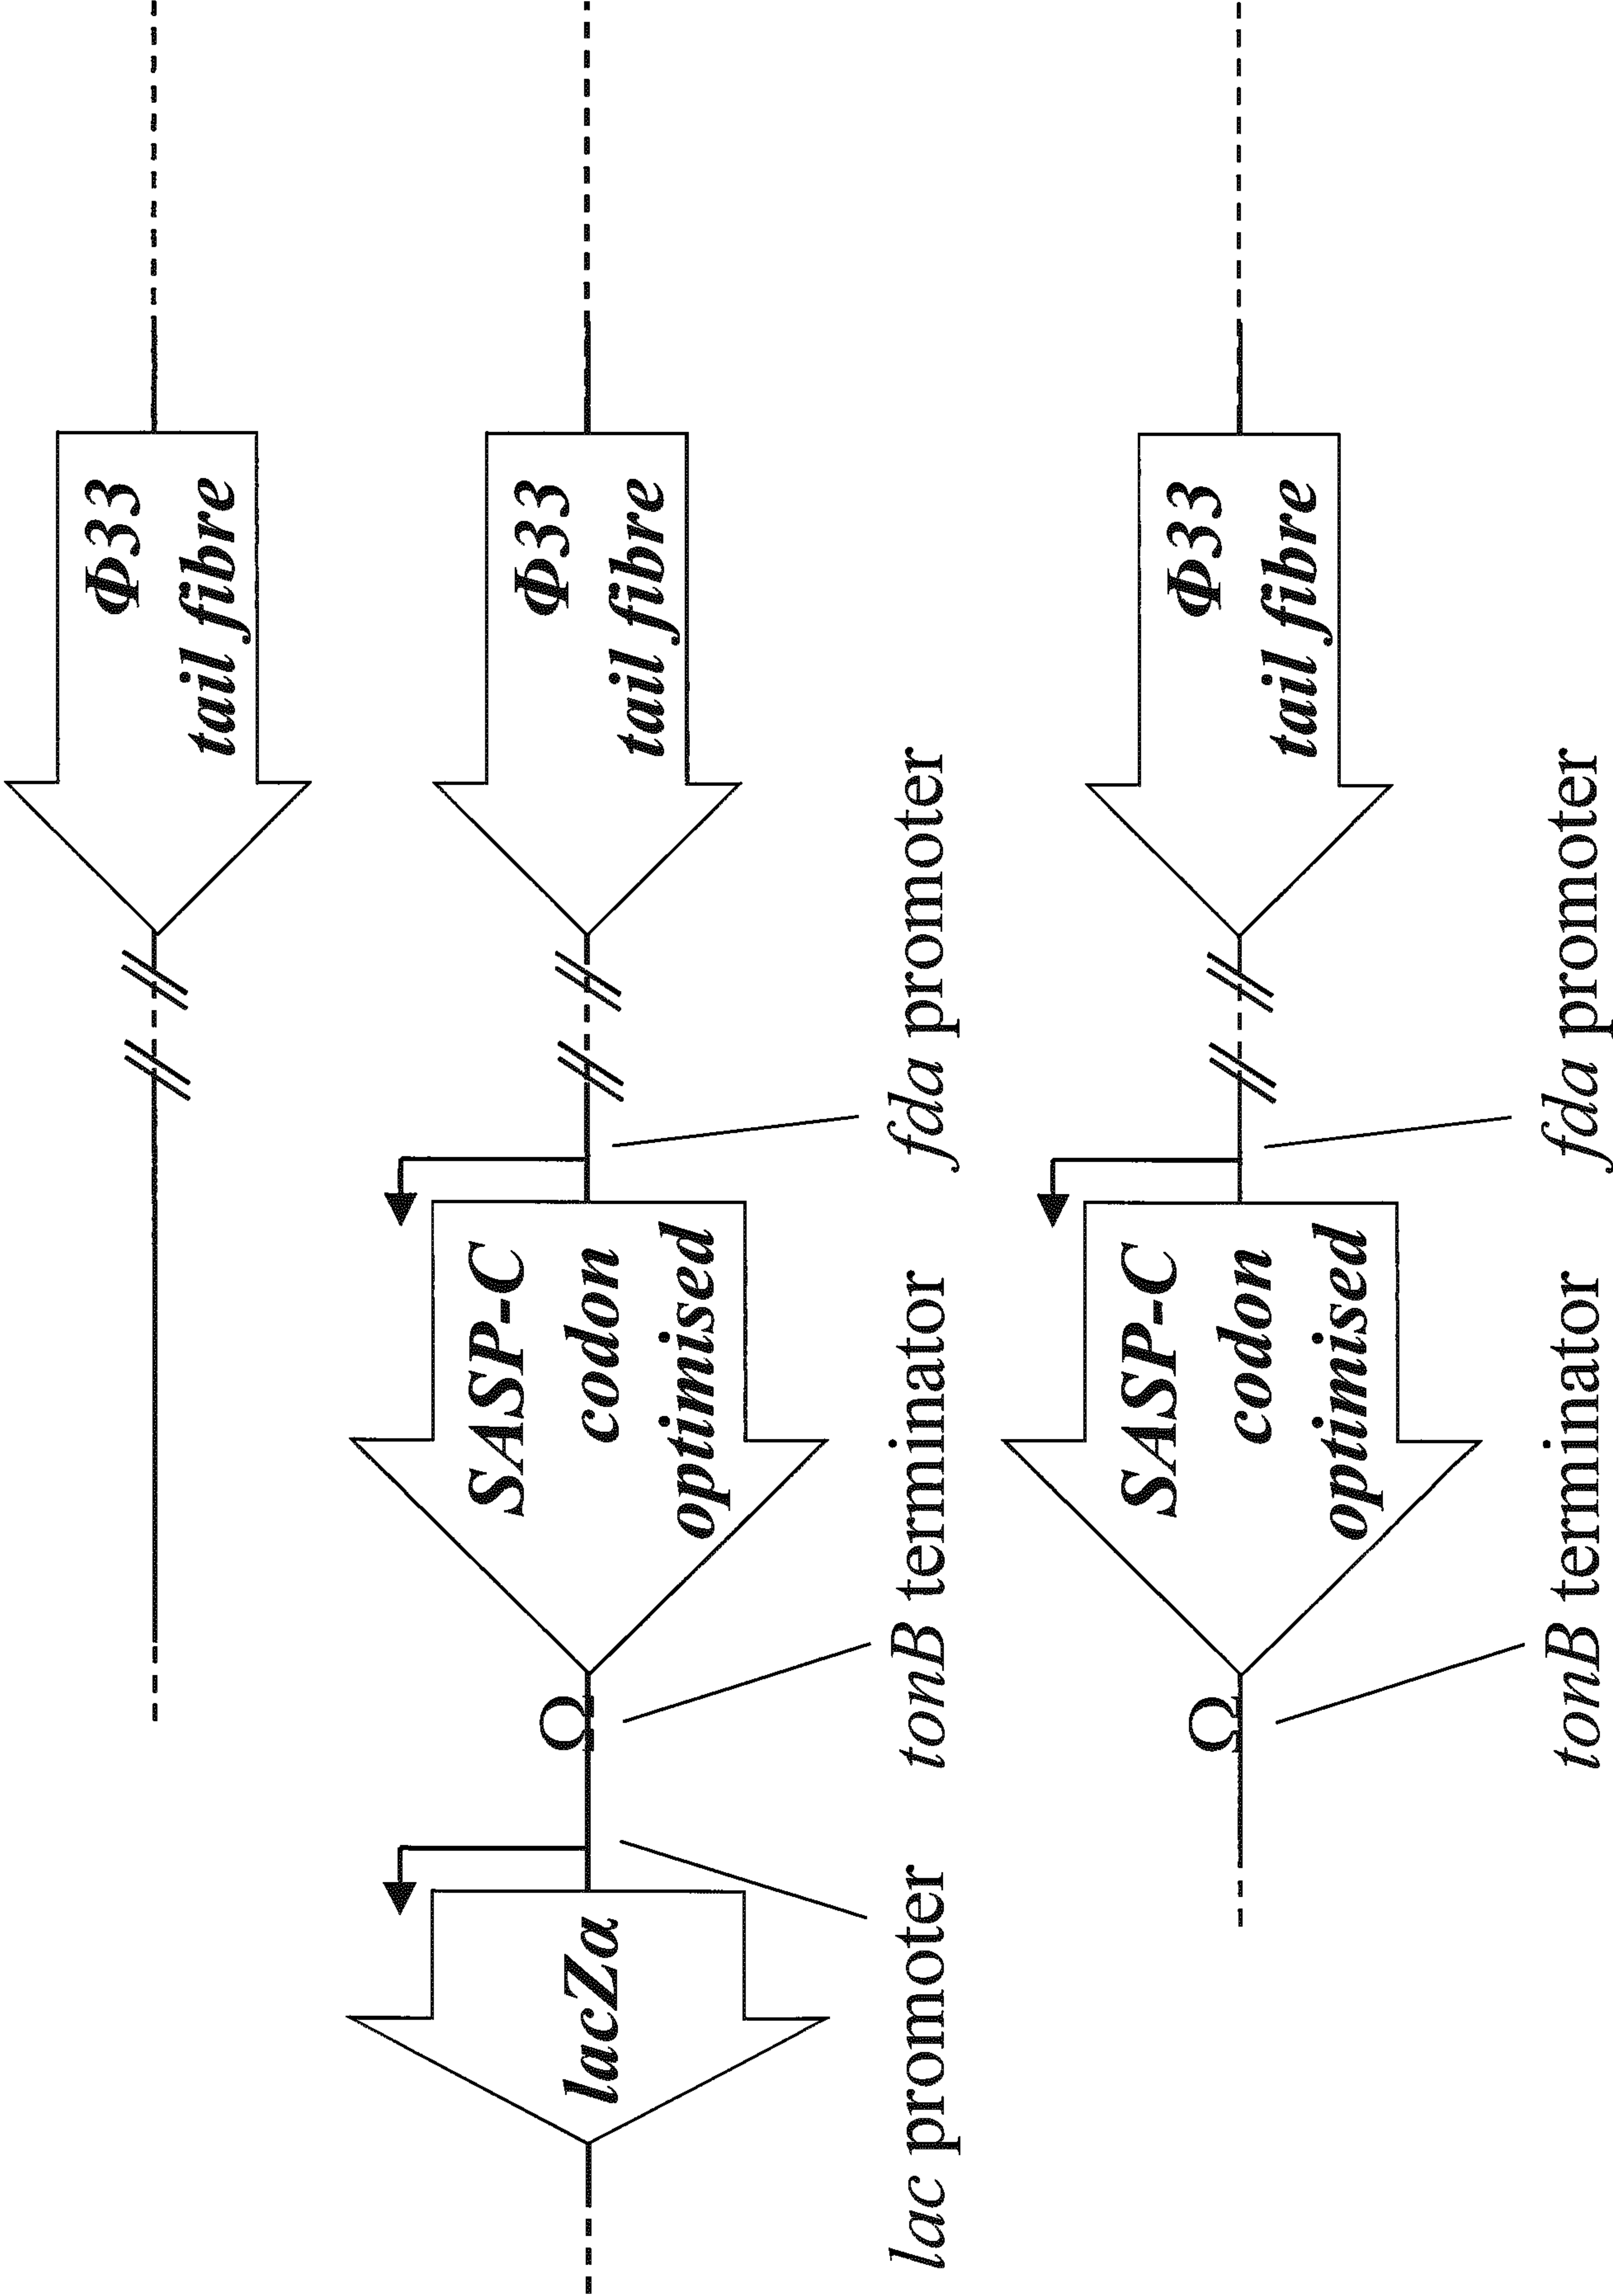 Φ33
tail fibre
lacZα
Ω
SASP-C
codon
optimised
Φ33
tail fibre
lac promoter
tonB terminator
fda promoter
Ω
SASP-C
codon
optimised
Φ33
tail fibre
tonB terminator
fda promoter